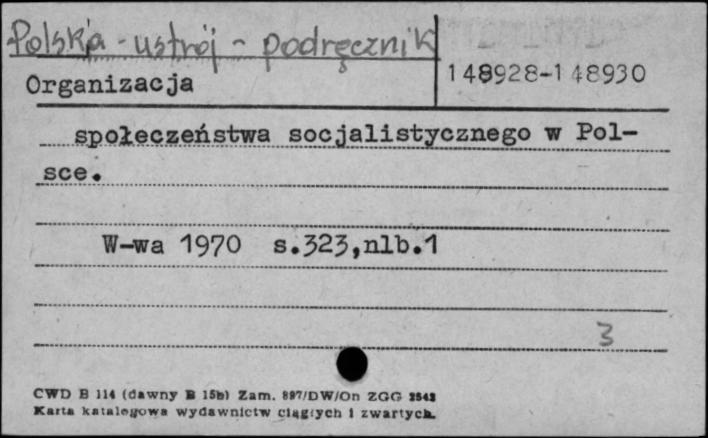 Polska - ustrój - podręcznik
Organizacja
148928-148930
społeczeństwa socjalistycznego w Pol-
sce.
W-wa 1970 s.323,nlb.1
3
CWD B 114 (dawny B 15b) Zam. 897/DW/On ZGG 2542
Karta katalogowa wydawnictw ciągłych i zwartych.